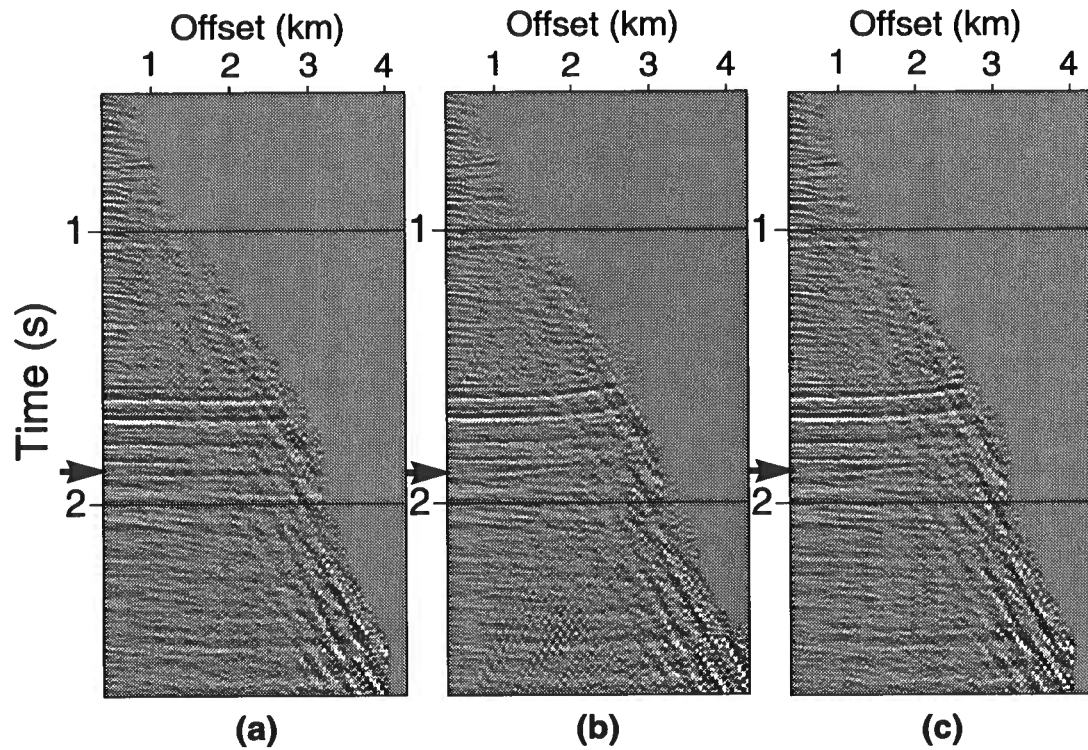 Offset (km) Offset (km) Offset (km)
1 2 3 4 1 2 3 4 1 2 3 4
Time (s)
1 1 1
2 2 2
(a) (b) (c)